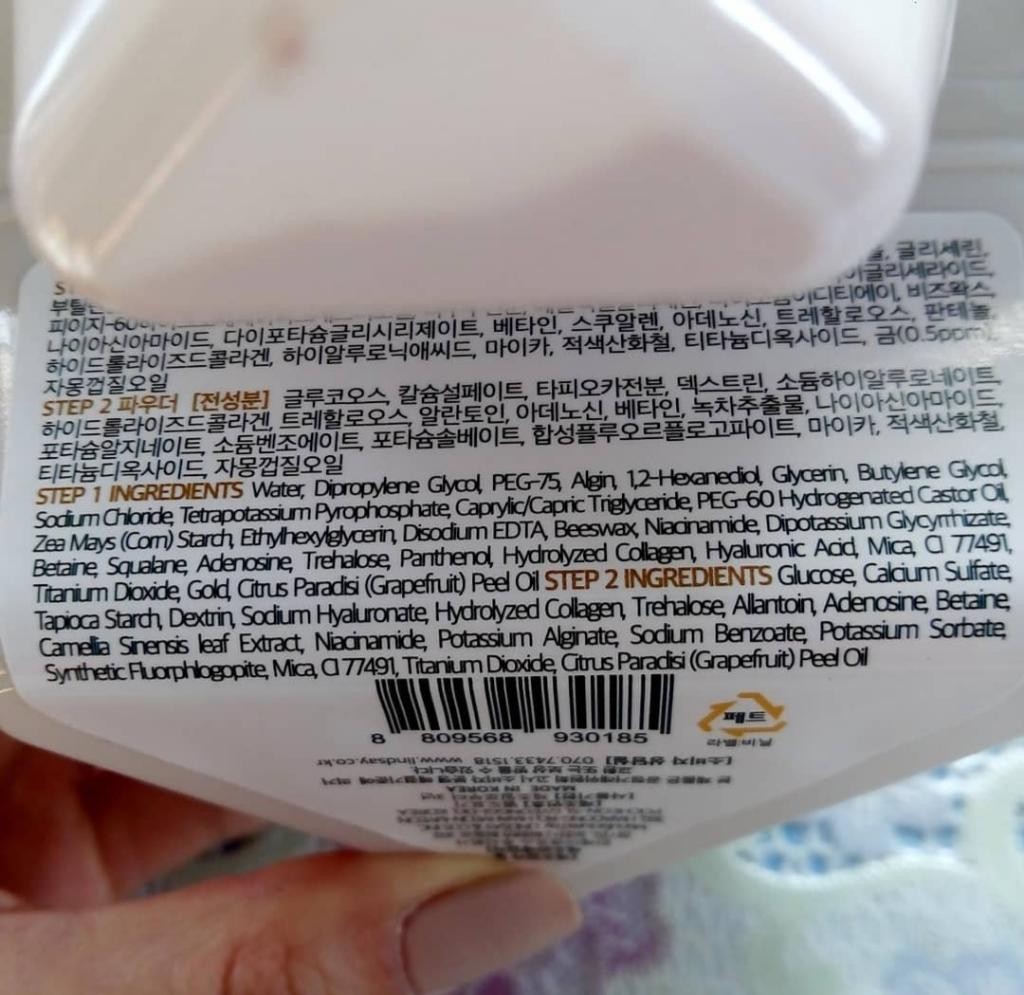 글리세린,
이글리세라이드,
부틸 이디티에이, 비즈왁스,
피이지-60
나이아신아마이드, 다이포타슘글리시리제이트, 베타인, 스쿠알렌, 아데노신, 트레할로오스, 판테놀,
하이드롤라이즈드콜라겐, 하이알루로닉애씨드, 마이카, 적색산화철, 티타늄디옥사이드, 금(0.5ppm),
자몽껍질오일
STEP 2 파우더 [전성분] 글루코오스, 칼슘설페이트, 타피오카전분, 덱스트린, 소듐하이알루로네이트,
하이드롤라이즈드콜라겐, 트레할로오스, 알란토인, 아데노신, 베타인, 녹차추출물, 나이아신아마이드,
포타슘알지네이트, 소듐벤조에이트, 포타슘솔베이트, 합성플루오르플로고파이트, 마이카, 적색산화철,
티타늄디옥사이드, 자몽껍질오일
STEP 1 INGREDIENTS Water, Dipropylene Glycol, PEG-75, Algin, 1,2-Hexanediol, Glycerin, Butylene Glycol,
Sodium Chloride, Tetrapotassium Pyrophosphate, Caprylic/Capric Triglyceride, PEG-60 Hydrogenated Castor Oil,
Zea Mays (Corn) Starch, Ethylhexylglycerin, Disodium EDTA, Beeswax, Niacinamide, Dipotassium Glycyrrhizate,
Betaine, Squalane, Adenosine, Trehalose, Panthenol, Hydrolyzed Collagen, Hyaluronic Acid, Mica, CI 77491,
Titanium Dioxide, Gold, Citrus Paradisi (Grapefruit) Peel Oil STEP 2 INGREDIENTS Glucose, Calcium Sulfate,
Tapioca Starch, Dextrin, Sodium Hyaluronate, Hydrolyzed Collagen, Trehalose, Allantoin, Adenosine, Betaine,
Camellia Sinensis leaf Extract, Niacinamide, Potassium Alginate, Sodium Benzoate, Potassium Sorbate,
Synthetic Fluorphlogopite, Mica, CI 77491, Titanium Dioxide, Citrus Paradisi (Grapefruit) Peel Oil
8 809568 930185
페트
[소비자 상담실] 070.7433.1518 www.lindsay.co.kr
MADE IN KOREA